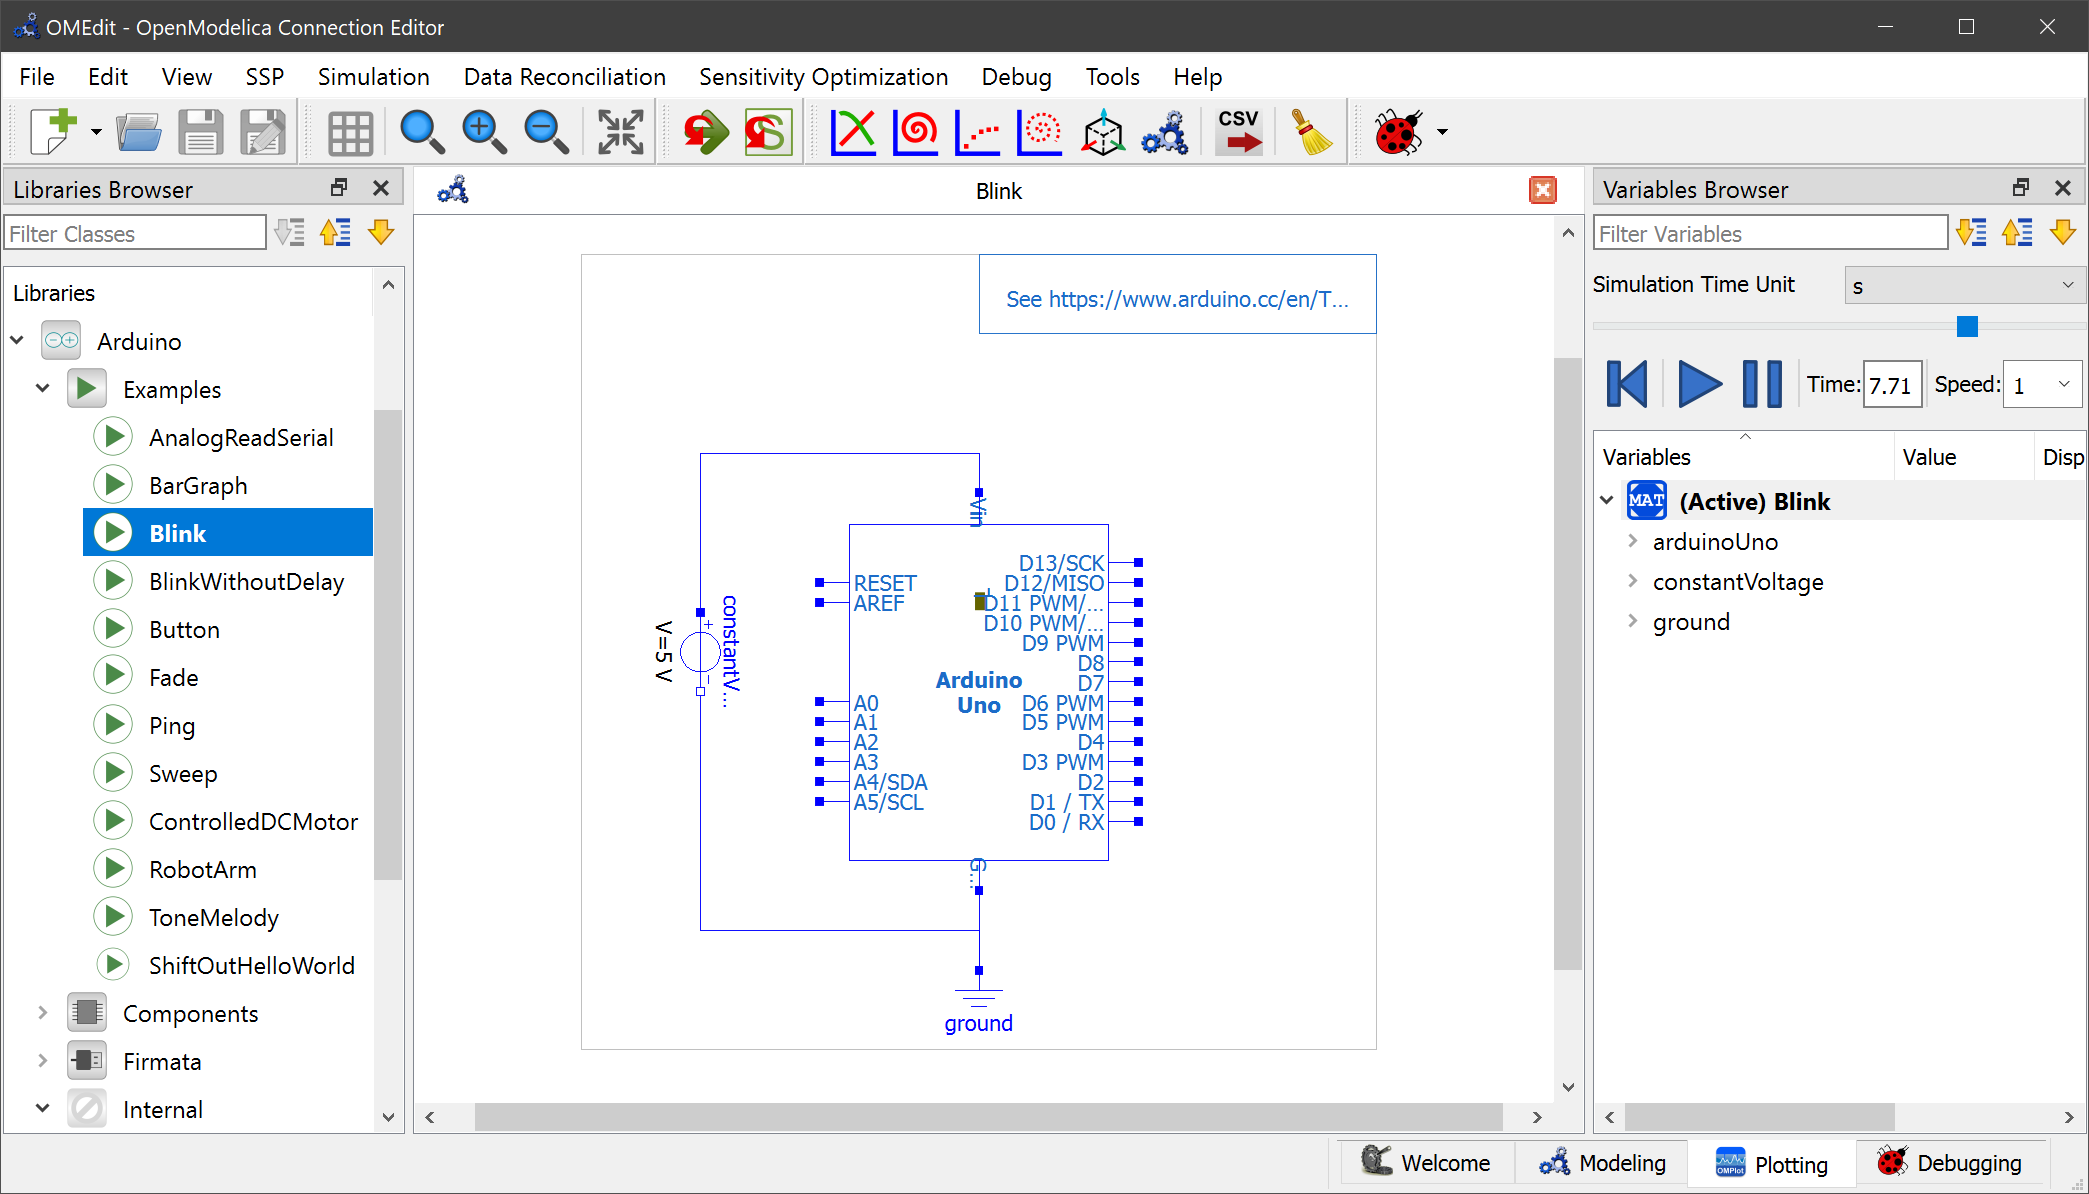 OMEdit - OpenModelica Connection Editor
File Edit View SSP Simulation Data Reconciliation Sensitivity Optimization Debug Tools Help
CSV
Libraries Browser
Filter Classes
Libraries
Arduino
Examples
AnalogReadSerial
BarGraph
Blink
BlinkWithoutDelay
Button
Fade
Ping
Sweep
ControlledDCMotor
RobotArm
ToneMelody
ShiftOutHelloWorld
Components
Firmata
Internal
Blink
See https://www.arduino.cc/en/T...
Vin
RESET
AREF
A0
A1
A2
A3
A4/SDA
A5/SCL
Arduino
Uno
D13/SCK
D12/MISO
D11 PWM/...
D10 PWM/...
D9 PWM
D8
D7
D6 PWM
D5 PWM
D4
D3 PWM
D2
D1 / TX
D0 / RX
G...
constantV...
V=5 V
+
-
ground
Variables Browser
Filter Variables
Simulation Time Unit s
Time: 7.71 Speed: 1
Variables Value Disp
MAT (Active) Blink
arduinoUno
constantVoltage
ground
Welcome Modeling OMPlot Plotting Debugging